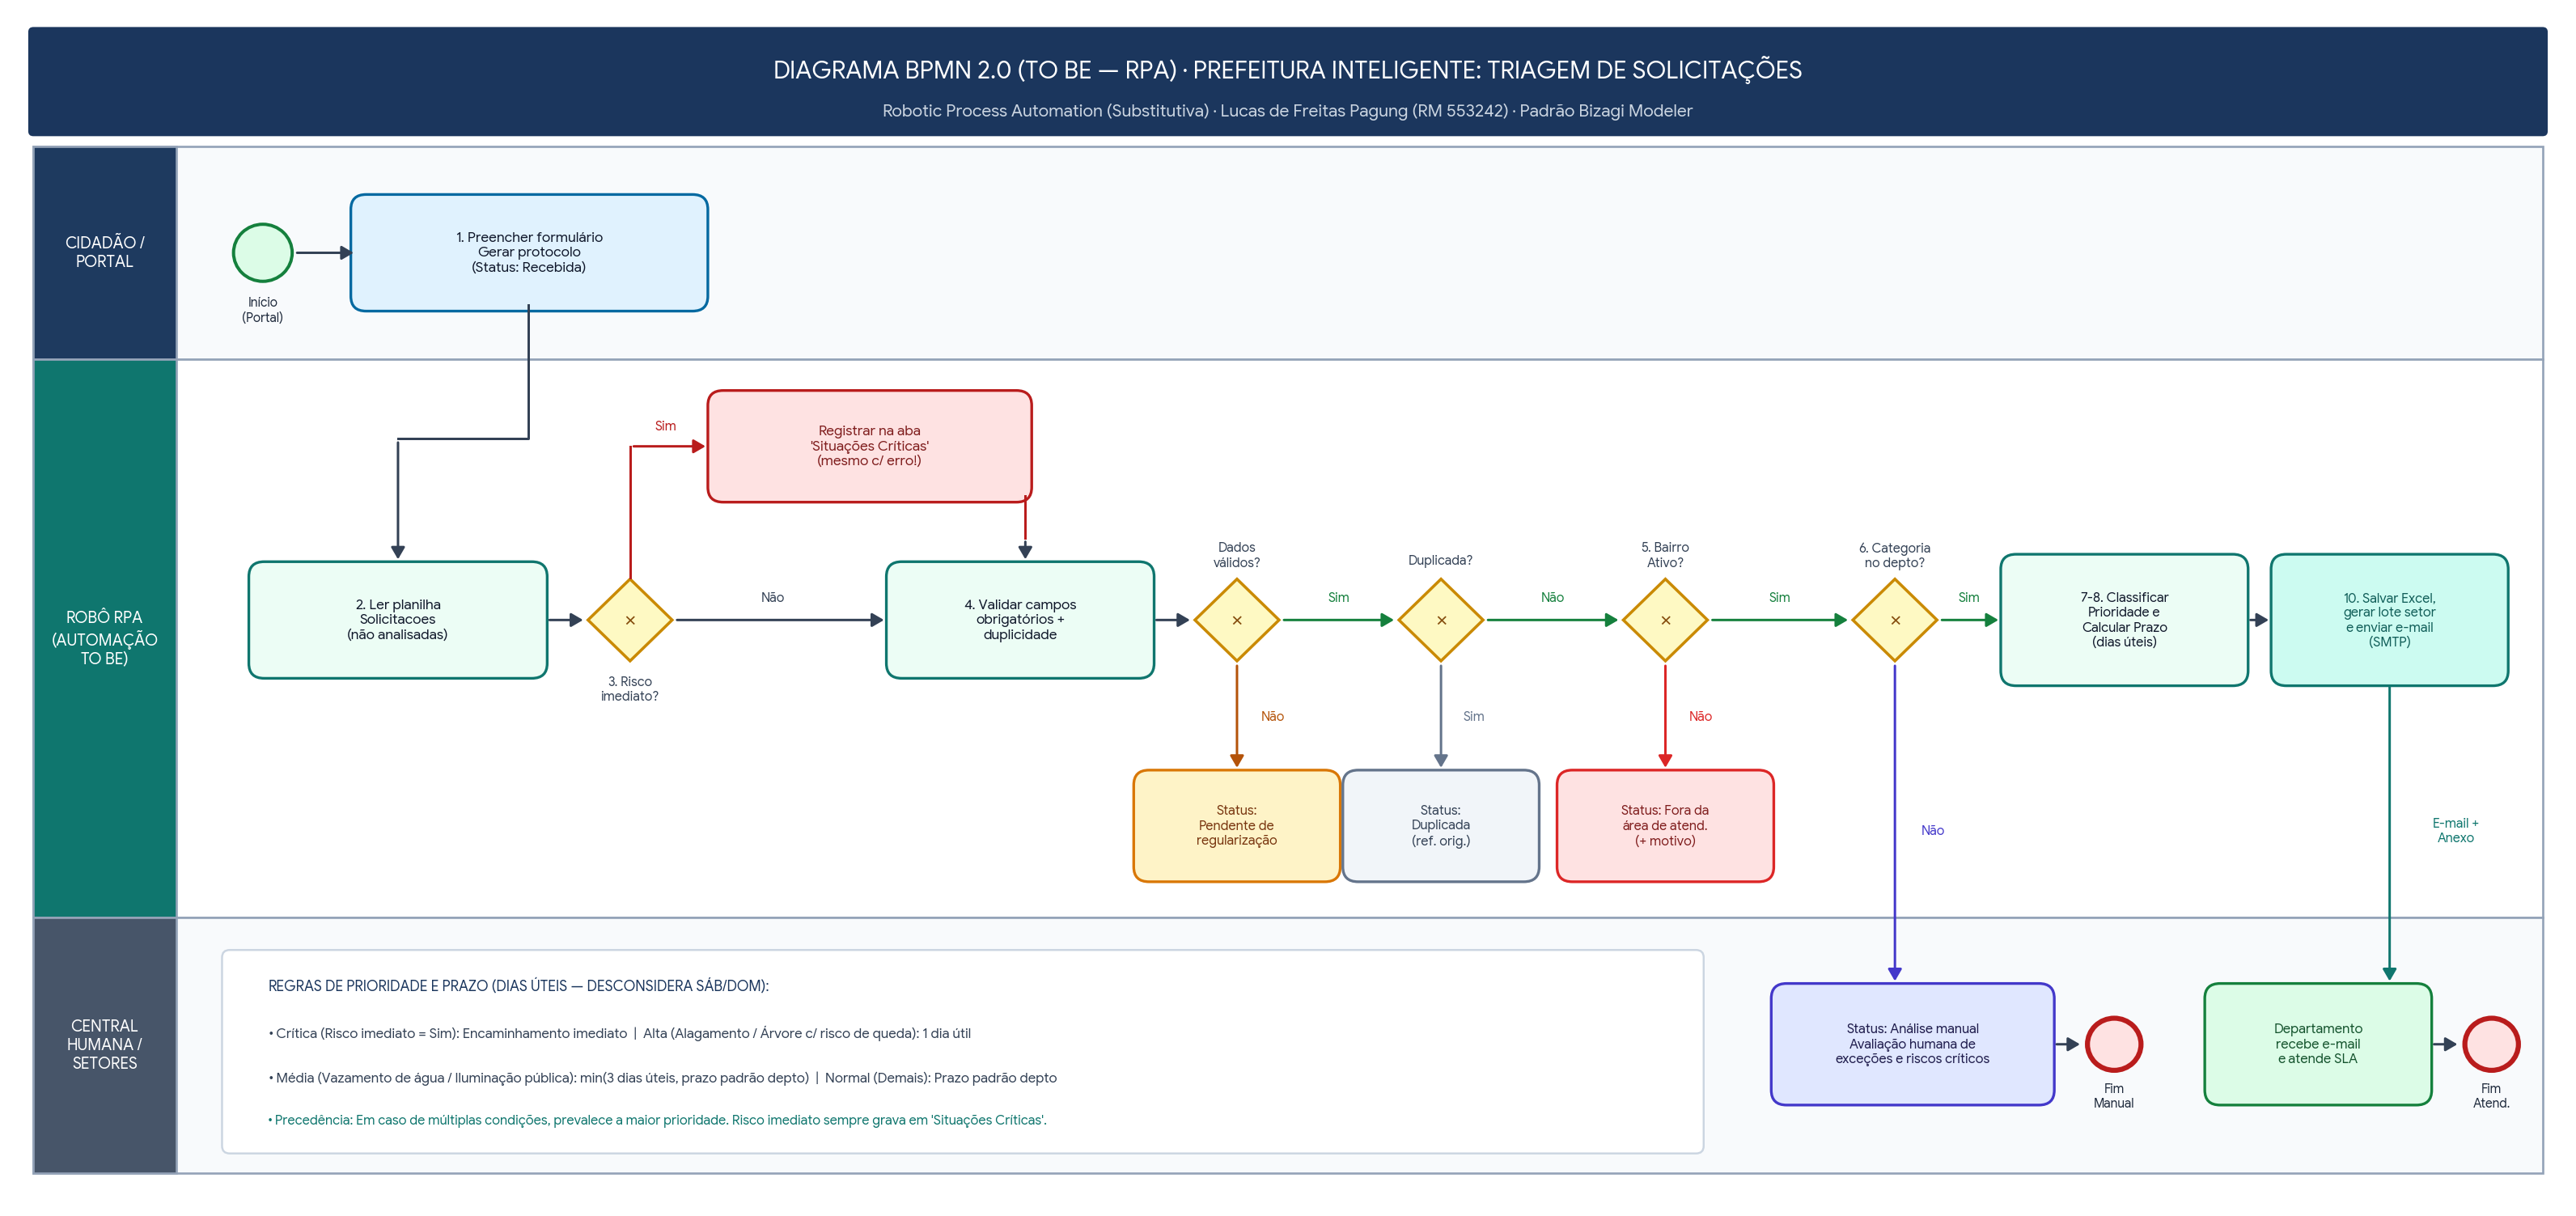 DIAGRAMA BPMN 2.0 (TO BE — RPA) · PREFEITURA INTELIGENTE: TRIAGEM DE SOLICITAÇÕES
Robotic Process Automation (Substitutiva) · Lucas de Freitas Pagung (RM 553242) · Padrão Bizagi Modeler
CIDADÃO /
PORTAL
Início
(Portal)
1. Preencher formulário
Gerar protocolo
(Status: Recebida)
ROBÔ RPA
(AUTOMAÇÃO
TO BE)
Sim
Registrar na aba
'Situações Críticas'
(mesmo c/ erro!)
2. Ler planilha
Solicitacoes
(não analisadas)
×
3. Risco
imediato?
Não
4. Validar campos
obrigatórios +
duplicidade
Dados
válidos?
×
Sim
Duplicada?
×
Não
5. Bairro
Ativo?
×
Sim
6. Categoria
no depto?
×
Sim
7-8. Classificar
Prioridade e
Calcular Prazo
(dias úteis)
10. Salvar Excel,
gerar lote setor
e enviar e-mail
(SMTP)
Não
Sim
Não
Status:
Pendente de
regularização
Status:
Duplicada
(ref. orig.)
Status: Fora da
área de atend.
(+ motivo)
Não
E-mail +
Anexo
CENTRAL
HUMANA /
SETORES
REGRAS DE PRIORIDADE E PRAZO (DIAS ÚTEIS — DESCONSIDERA SÁB/DOM):
• Crítica (Risco imediato = Sim): Encaminhamento imediato | Alta (Alagamento / Árvore c/ risco de queda): 1 dia útil
• Média (Vazamento de água / Iluminação pública): min(3 dias úteis, prazo padrão depto) | Normal (Demais): Prazo padrão depto
• Precedência: Em caso de múltiplas condições, prevalece a maior prioridade. Risco imediato sempre grava em 'Situações Críticas'.
Status: Análise manual
Avaliação humana de
exceções e riscos críticos
Fim
Manual
Departamento
recebe e-mail
e atende SLA
Fim
Atend.